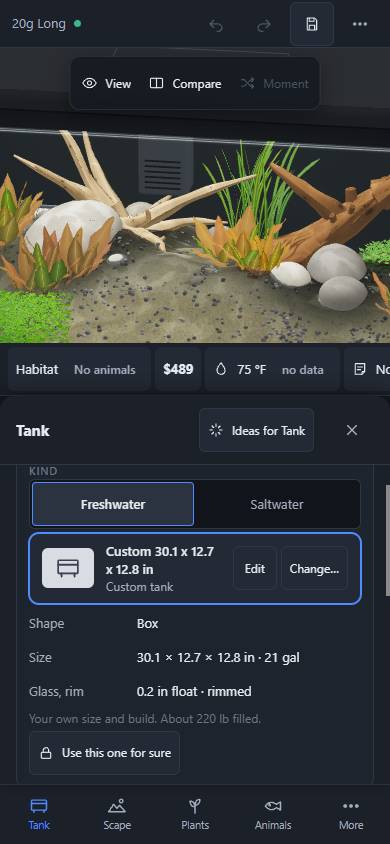 20g Long
View
Compare
Moment
Habitat No animals
$489
75 °F no data
Tank
Ideas for Tank
KIND
Freshwater
Saltwater
Custom 30.1 x 12.7
x 12.8 in
Custom tank
Edit
Change...
Shape Box
Size 30.1 × 12.7 × 12.8 in · 21 gal
Glass, rim 0.2 in float · rimmed
Your own size and build. About 220 lb filled.
Use this one for sure
Tank
Scape
Plants
Animals
More